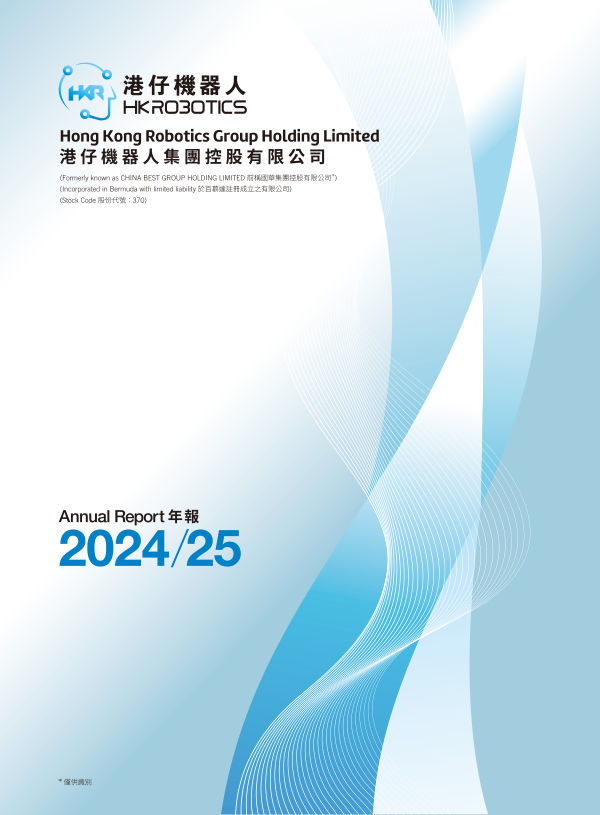 HKR
港仔機器人
HKROBOTICS
Hong Kong Robotics Group Holding Limited
港仔機器人集團控股有限公司
(Formerly known as CHINA BEST GROUP HOLDING LIMITED 前稱國華集團控股有限公司*)
(Incorporated in Bermuda with limited liability 於百慕達註冊成立之有限公司)
(Stock Code 股份代號：370)
Annual Report 年報
2024/25
* 僅供識別